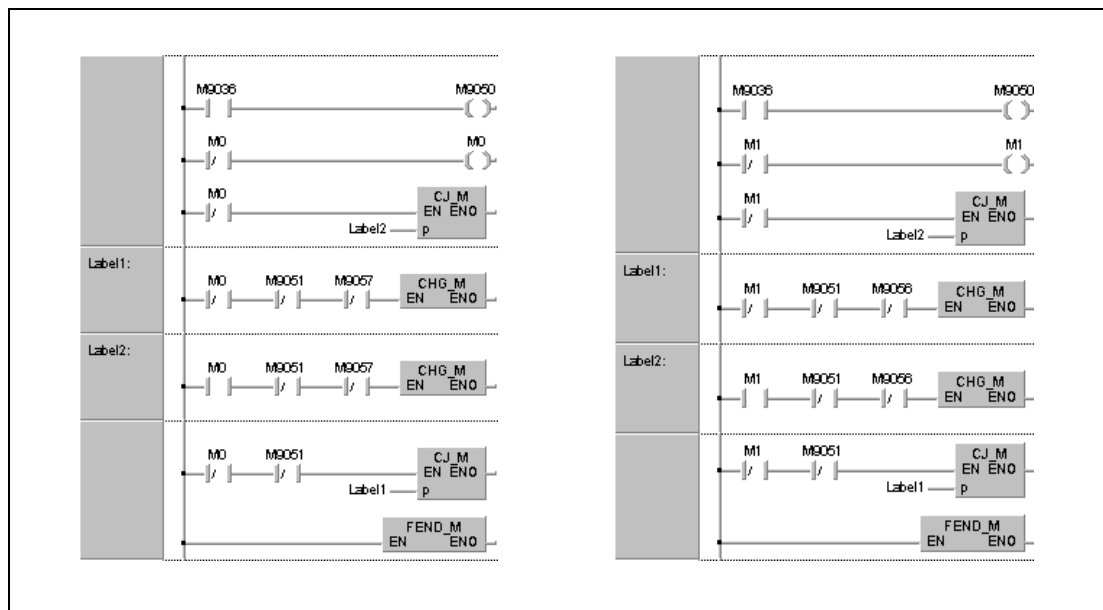 M9036 M9050
M0 M0
M0 CJ_M
EN ENO
Label2 p
Label1:
M0 M9051 M9057 CHG_M
EN ENO
Label2:
M0 M9051 M9057 CHG_M
EN ENO
M0 M9051 CJ_M
EN ENO
Label1 p
FEND_M
EN ENO
M9036 M9050
M1 M1
M1 CJ_M
EN ENO
Label2 p
Label1:
M1 M9051 M9056 CHG_M
EN ENO
Label2:
M1 M9051 M9056 CHG_M
EN ENO
M1 M9051 CJ_M
EN ENO
Label1 p
FEND_M
EN ENO